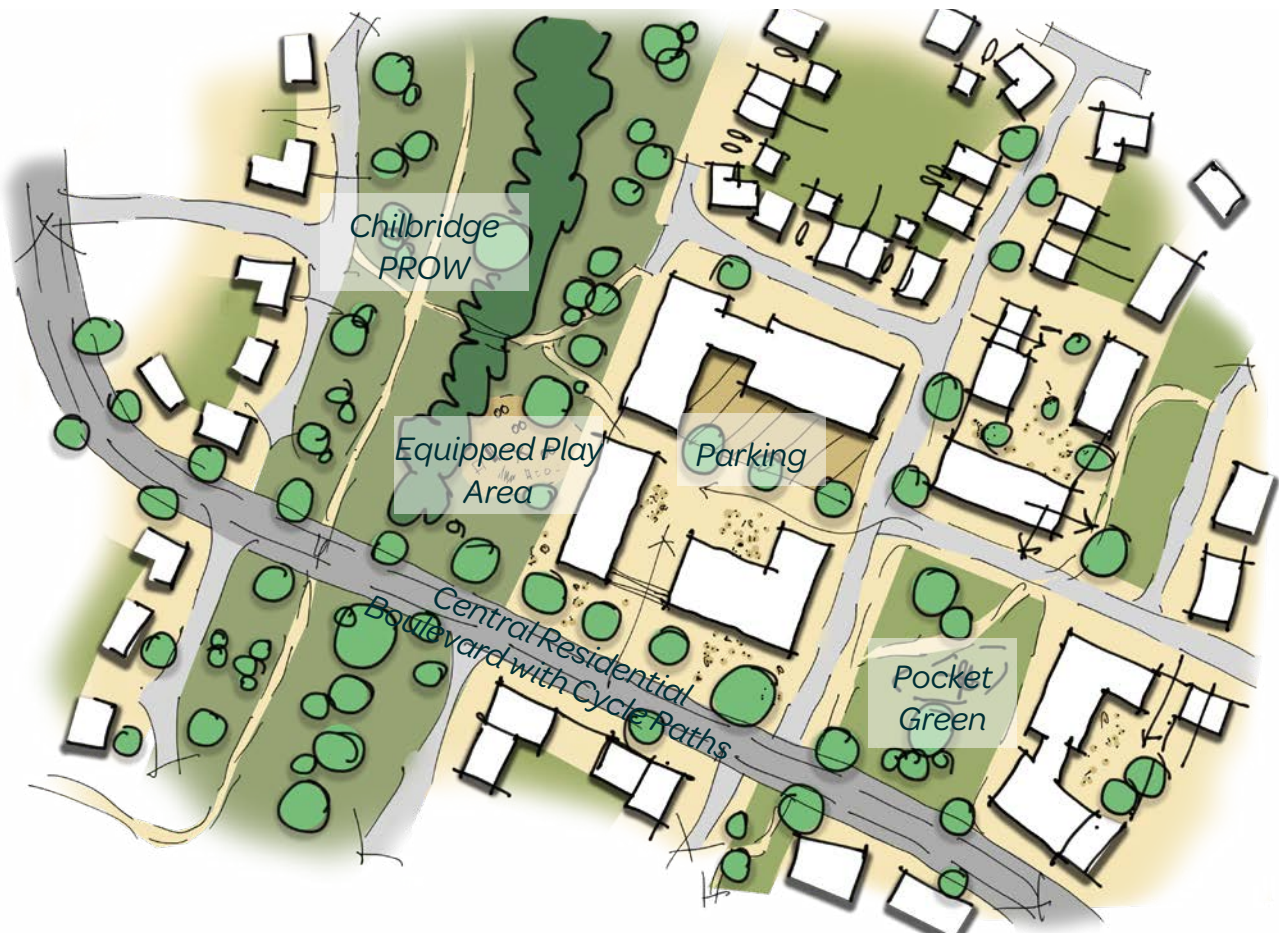 Chilbridge
PROW
Equipped Play
Area
Parking
Central Residential
Boulevard with Cycle Paths
Pocket
Green